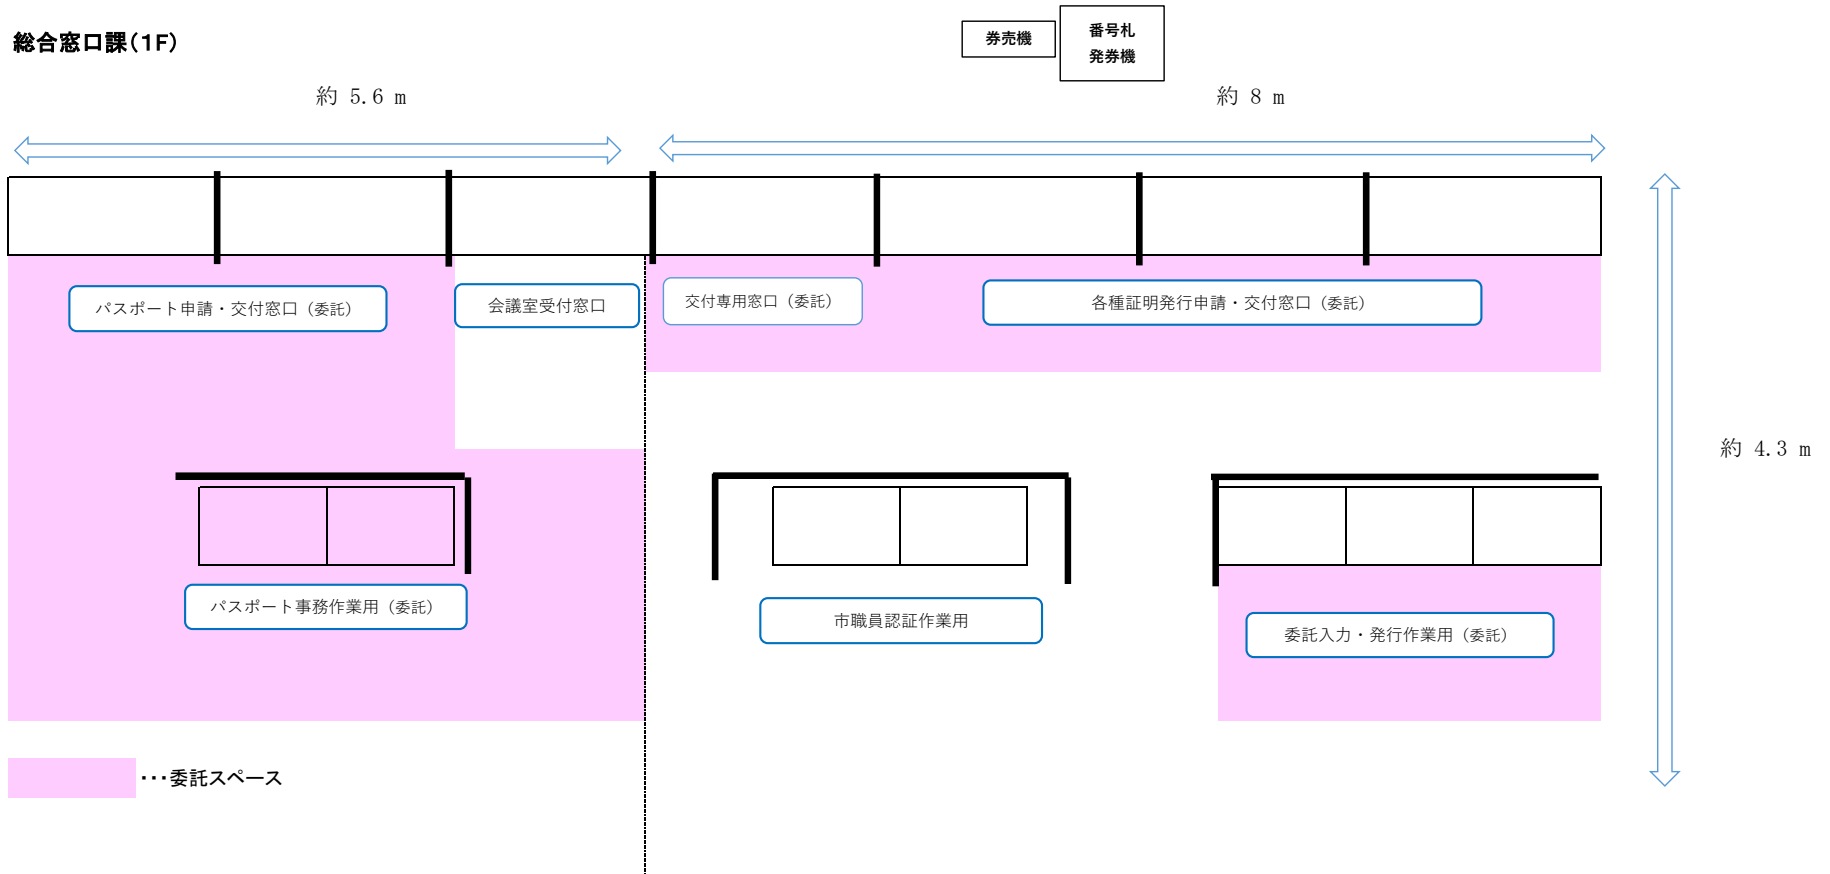 総合窓口課(1F)
券売機
番号札
発券機
約 5.6 m
約 8 m
パスポート申請・交付窓口（委託）
会議室受付窓口
交付専用窓口（委託）
各種証明発行申請・交付窓口（委託）
約 4.3 m
パスポート事務作業用（委託）
市職員認証作業用
委託入力・発行作業用（委託）
･･･委託スペース